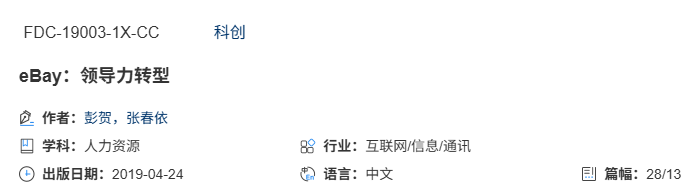 FDC-19003-1X-CC 科创
eBay：领导力转型
作者：彭贺，张春依
学科：人力资源 行业：互联网/信息/通讯
出版日期：2019-04-24 语言：中文 篇幅：28/13